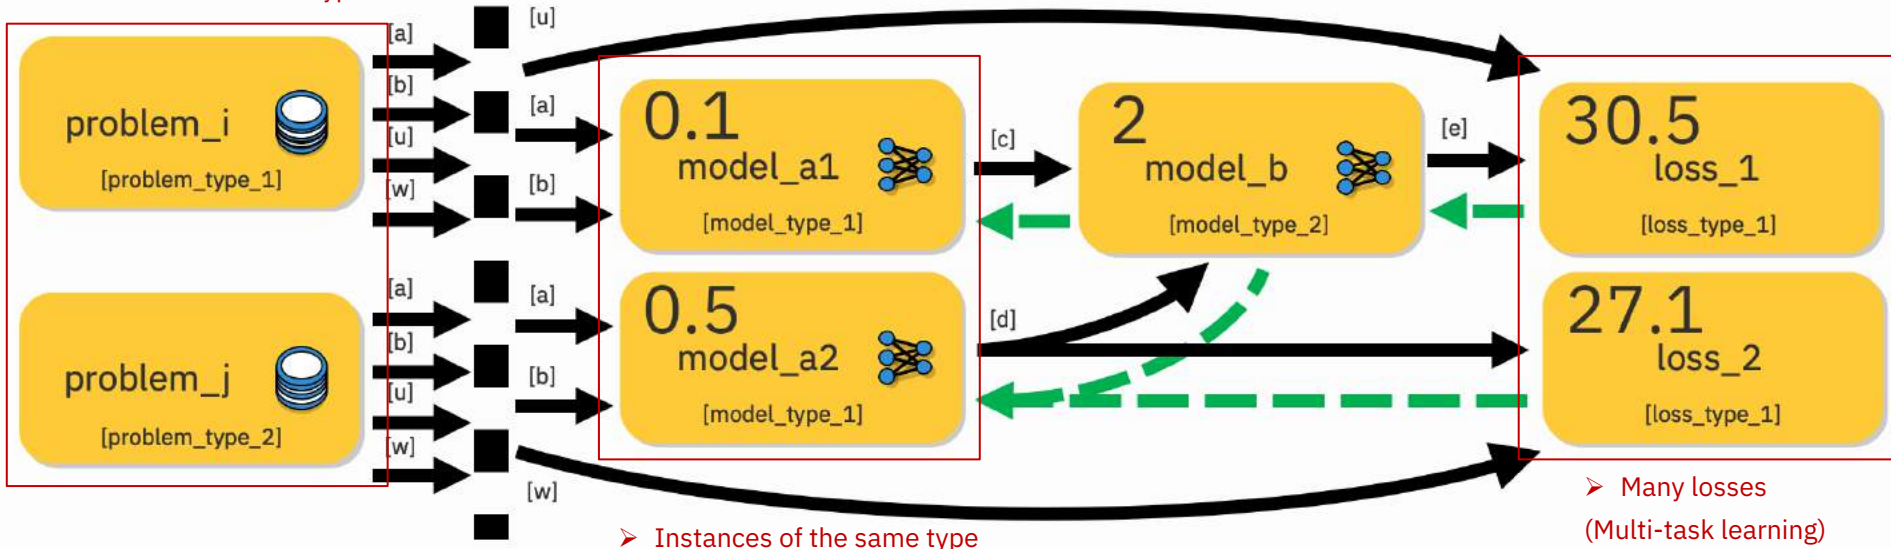 [a]
[b]
[u]
[w]
problem_i
[problem_type_1]
[a]
[b]
[u]
[w]
problem_j
[problem_type_2]
[u]
[a]
[b]
[a]
[b]
[w]
0.1
model_a1
[model_type_1]
0.5
model_a2
[model_type_1]
[c]
[d]
2
model_b
[model_type_2]
[e]
30.5
loss_1
[loss_type_1]
27.1
loss_2
[loss_type_1]
➢ Instances of the same type
➢ Many losses
(Multi-task learning)